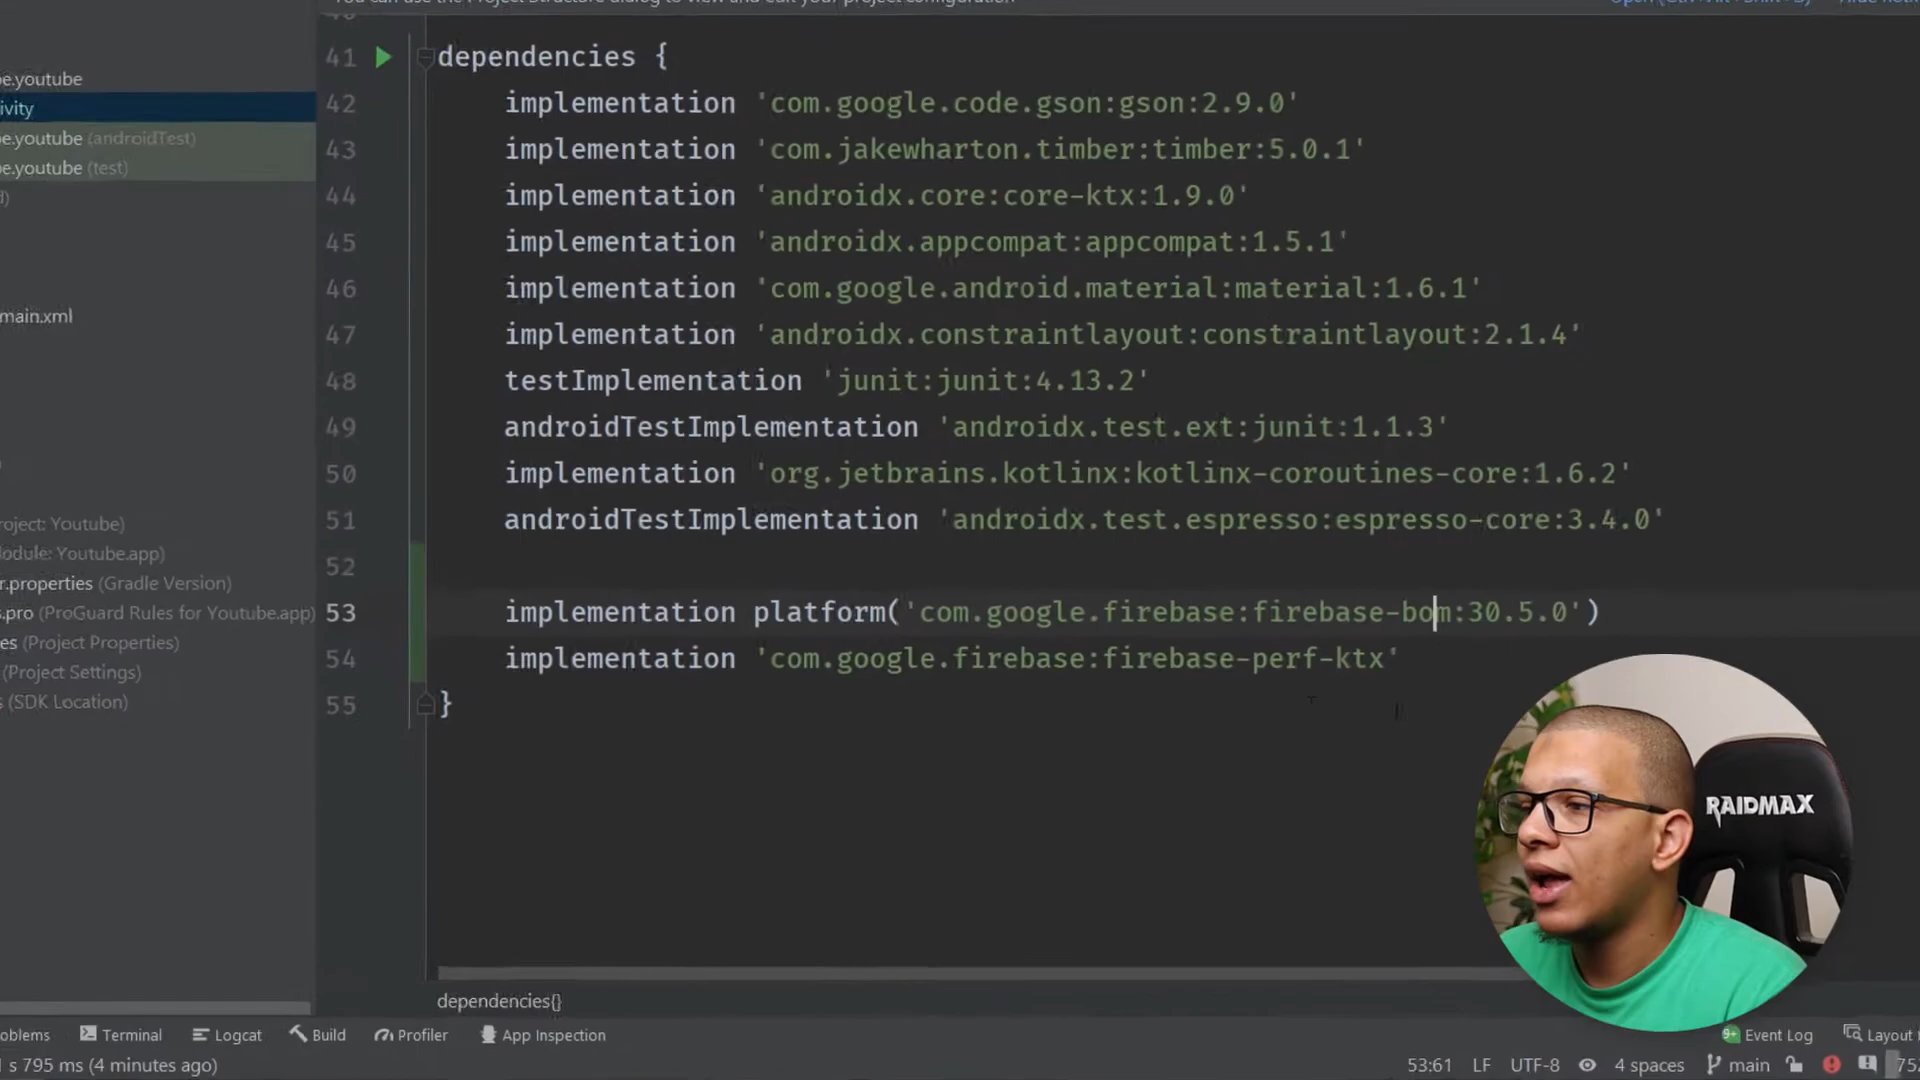 41 dependencies {
42 implementation 'com.google.code.gson:gson:2.9.0'
43 implementation 'com.jakewharton.timber:timber:5.0.1'
44 implementation 'androidx.core:core-ktx:1.9.0'
45 implementation 'androidx.appcompat:appcompat:1.5.1'
46 implementation 'com.google.android.material:material:1.6.1'
47 implementation 'androidx.constraintlayout:constraintlayout:2.1.4'
48 testImplementation 'junit:junit:4.13.2'
49 androidTestImplementation 'androidx.test.ext:junit:1.1.3'
50 implementation 'org.jetbrains.kotlinx:kotlinx-coroutines-core:1.6.2'
51 androidTestImplementation 'androidx.test.espresso:espresso-core:3.4.0'
52
53 implementation platform('com.google.firebase:firebase-bom:30.5.0')
54 implementation 'com.google.firebase:firebase-perf-ktx'
55 }
dependencies{}
e.youtube
ivity
e.youtube (androidTest)
e.youtube (test)
main.xml
roject: Youtube)
odule: Youtube.app)
r.properties (Gradle Version)
s.pro (ProGuard Rules for Youtube.app)
es (Project Properties)
(Project Settings)
s (SDK Location)
RAIDMAX
oblems Terminal Logcat Build Profiler App Inspection 9+ Event Log Layout
s 795 ms (4 minutes ago) 53:61 LF UTF-8 4 spaces main